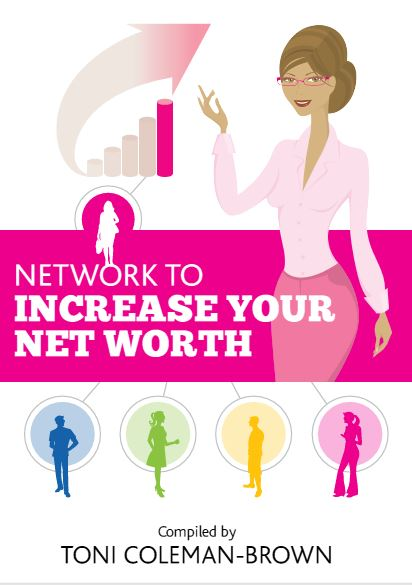 NETWORK TO
INCREASE YOUR
NET WORTH
Compiled by
TONI COLEMAN-BROWN